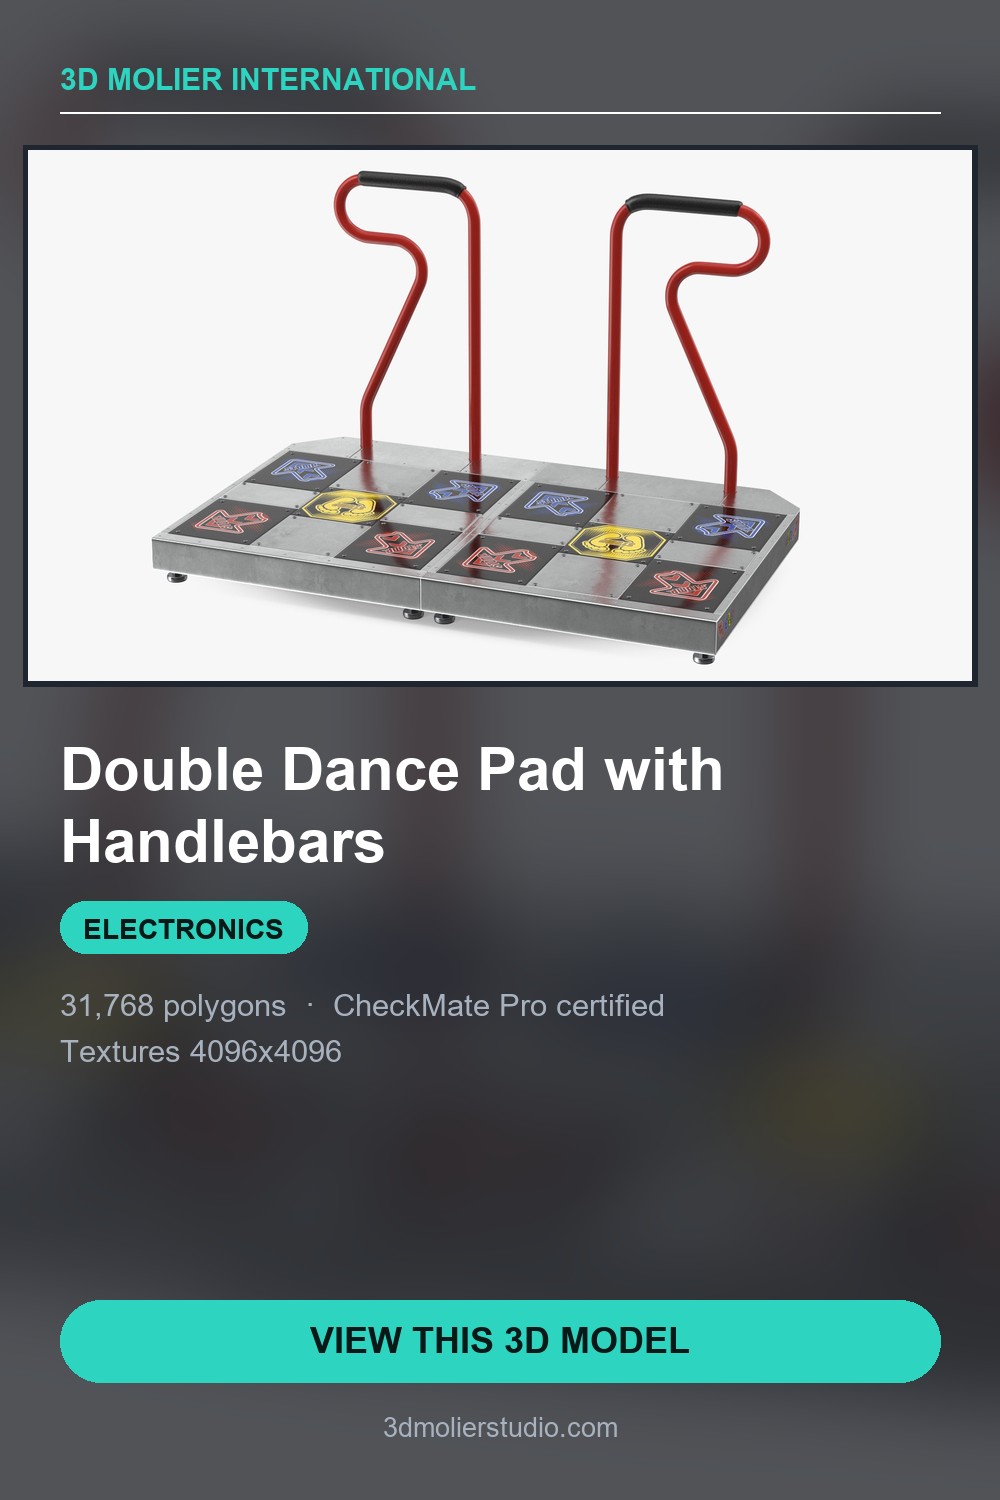 3D MOLIER INTERNATIONAL
Double Dance Pad with
Handlebars
ELECTRONICS
31,768 polygons · CheckMate Pro certified
Textures 4096x4096
VIEW THIS 3D MODEL
3dmolierstudio.com